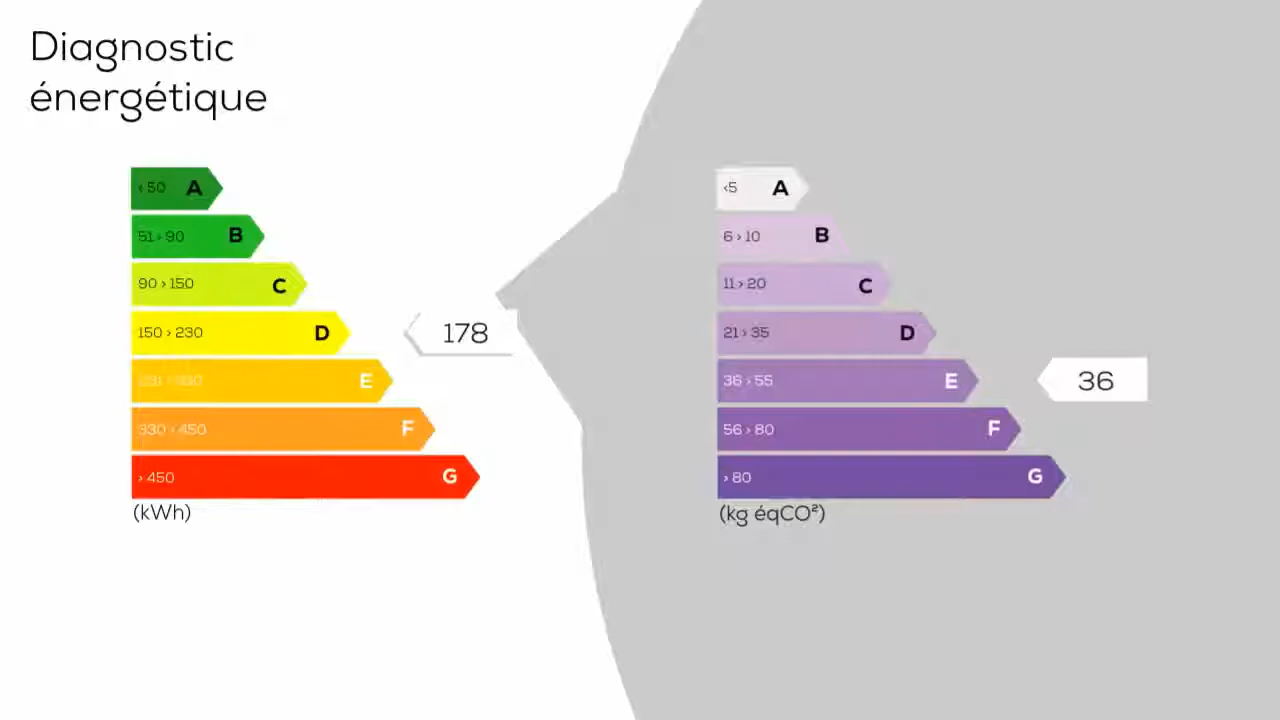 Diagnostic
énergétique
< 50 A
51 > 90 B
90 > 150 C
150 > 230 D
178
E
330 > 450 F
> 450 G
(kWh)
<5 A
6 > 10 B
11 > 20 C
21 > 35 D
36 > 55 E
36
56 > 80 F
> 80 G
(kg éqCO²)